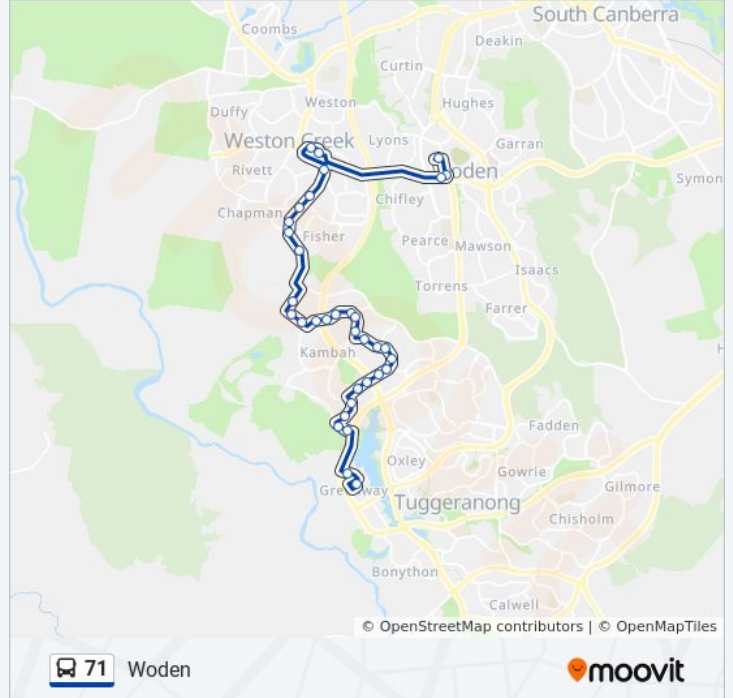 South Canberra
Coombs
Deakin
Curtin
Weston
Hughes
Duffy
Weston Creek
Lyons
Garran
Woden
Rivett
Symon
Chifley
Chapman
Fisher
Pearce
Mawson
Isaacs
Torrens
Farrer
Kambah
Fadden
Oxley
Gowrie
Gilmore
Greenway
Tuggeranong
Chisholm
Bonython
Calwell
© OpenStreetMap contributors | © OpenMapTiles
71 Woden
moovit